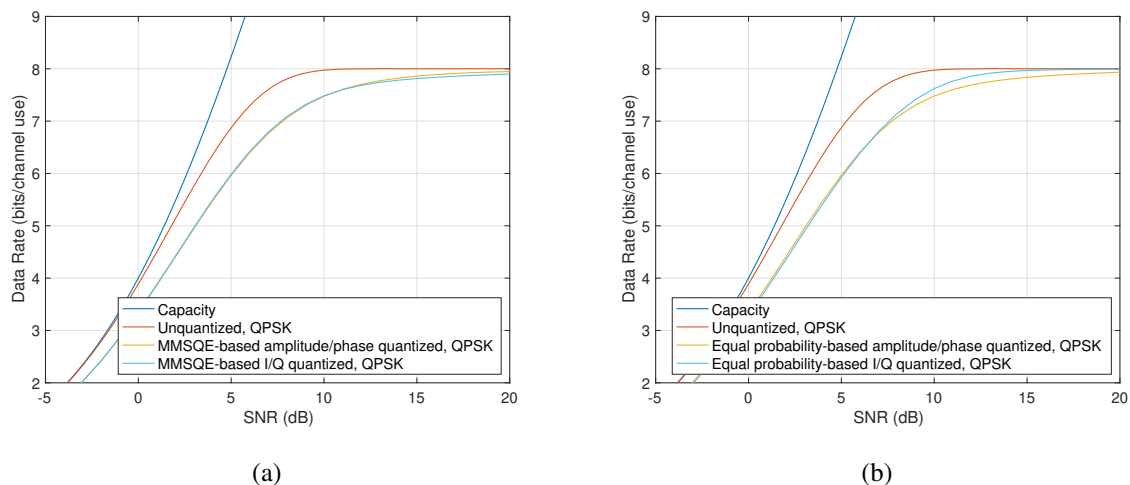 9
8
7
6
5
4
3
2
Data Rate (bits/channel use)
Capacity
Unquantized, QPSK
MMSQE-based amplitude/phase quantized, QPSK
MMSQE-based I/Q quantized, QPSK
-5 0 5 10 15 20
SNR (dB)
(a)
9
8
7
6
5
4
3
2
Data Rate (bits/channel use)
Capacity
Unquantized, QPSK
Equal probability-based amplitude/phase quantized, QPSK
Equal probability-based I/Q quantized, QPSK
-5 0 5 10 15 20
SNR (dB)
(b)